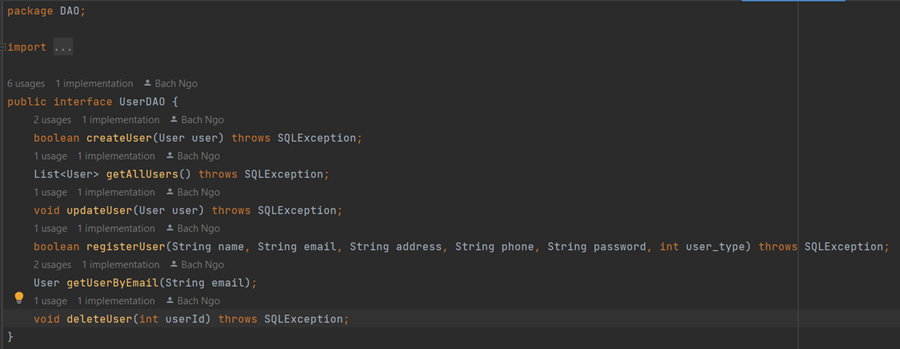 package DAO;
import ...
6 usages 1 implementation Bach Ngo
public interface UserDAO {
2 usages 1 implementation Bach Ngo
boolean createUser(User user) throws SQLException;
1 usage 1 implementation Bach Ngo
List<User> getAllUsers() throws SQLException;
1 usage 1 implementation Bach Ngo
void updateUser(User user) throws SQLException;
1 usage 1 implementation Bach Ngo
boolean registerUser(String name, String email, String address, String phone, String password, int user_type) throws SQLException;
2 usages 1 implementation Bach Ngo
User getUserByEmail(String email);
1 usage 1 implementation Bach Ngo
void deleteUser(int userId) throws SQLException;
}